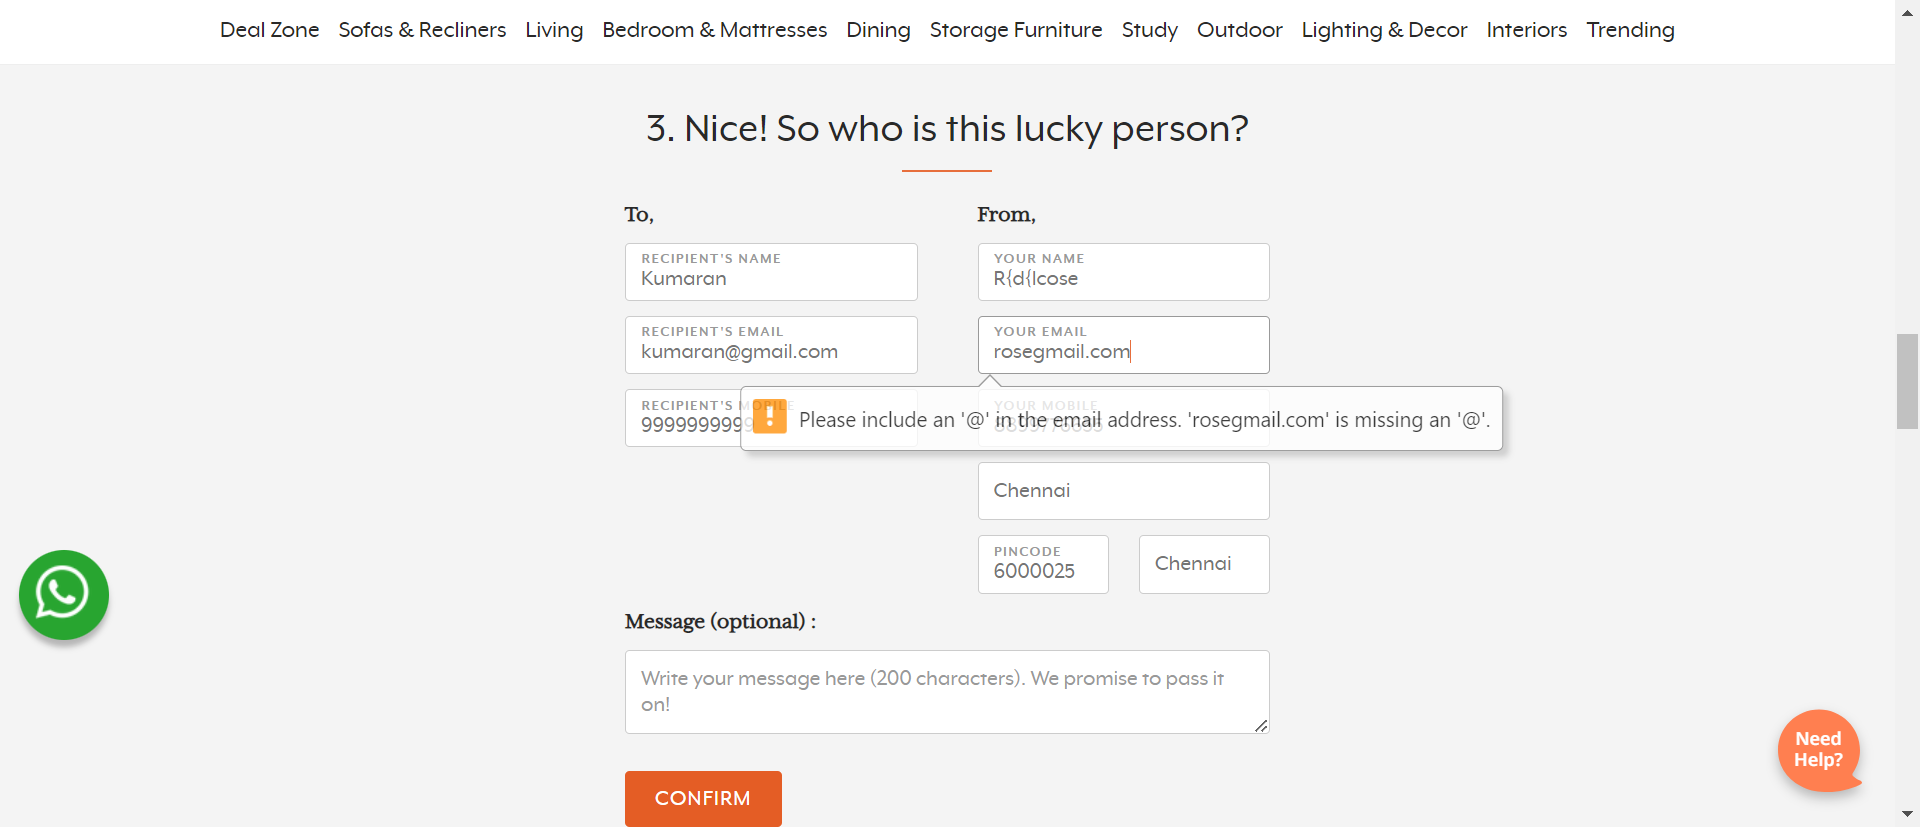 Deal Zone Sofas & Recliners Living Bedroom & Mattresses Dining Storage Furniture Study Outdoor Lighting & Decor Interiors Trending
3. Nice! So who is this lucky person?
To,
RECIPIENT'S NAME
Kumaran
RECIPIENT'S EMAIL
kumaran@gmail.com
RECIPIENT'S MOBILE
9999999999
From,
YOUR NAME
R{d{lcose
YOUR EMAIL
rosegmail.com
Please include an '@' in the email address. 'rosegmail.com' is missing an '@'.
YOUR MOBILE
Chennai
PINCODE
6000025
Chennai
Message (optional) :
Write your message here (200 characters). We promise to pass it
on!
CONFIRM
Need
Help?